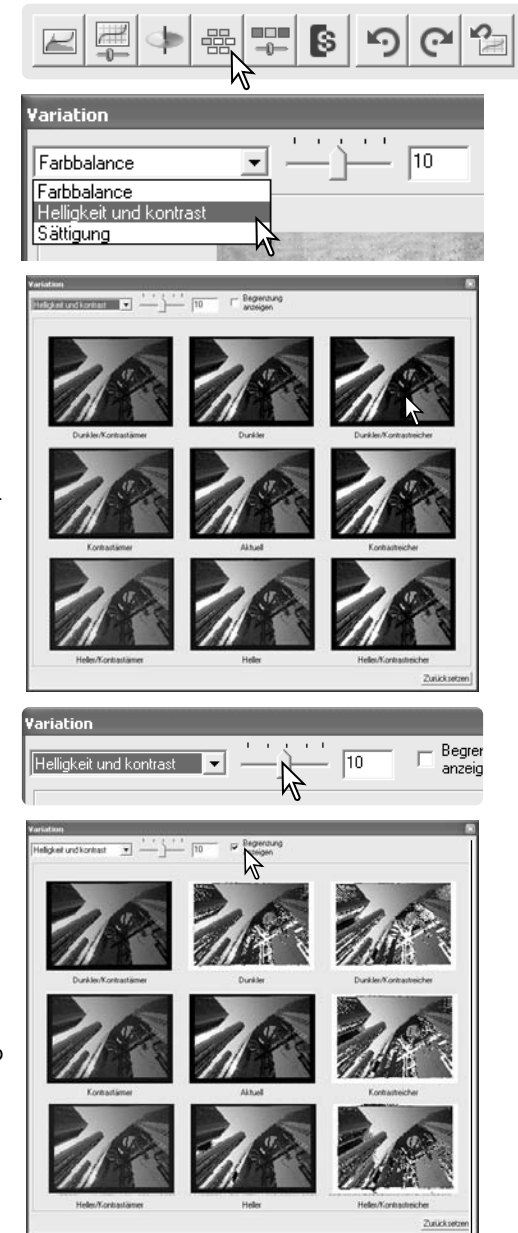 Variation
Farbbalance
10
Farbbalance
Helligkeit und kontrast
Sättigung
Variation
Helligkeit und kontrast
10
Begrenzung
anzeigen
Dunkler/Kontrastärmer
Dunkler
Dunkler/Kontrastreicher
Kontrastärmer
Aktuell
Kontrastreicher
Heller/Kontrastärmer
Heller
Heller/Kontrastreicher
Zurücksetzen
Variation
Helligkeit und kontrast
10
Begrer
anzeig
Variation
Helligkeit und kontrast
10
Begrenzung
anzeigen
Dunkler/Kontrastärmer
Dunkler
Dunkler/Kontrastreicher
Kontrastärmer
Aktuell
Kontrastreicher
Heller/Kontrastärmer
Heller
Heller/Kontrastreicher
Zurücksetzen